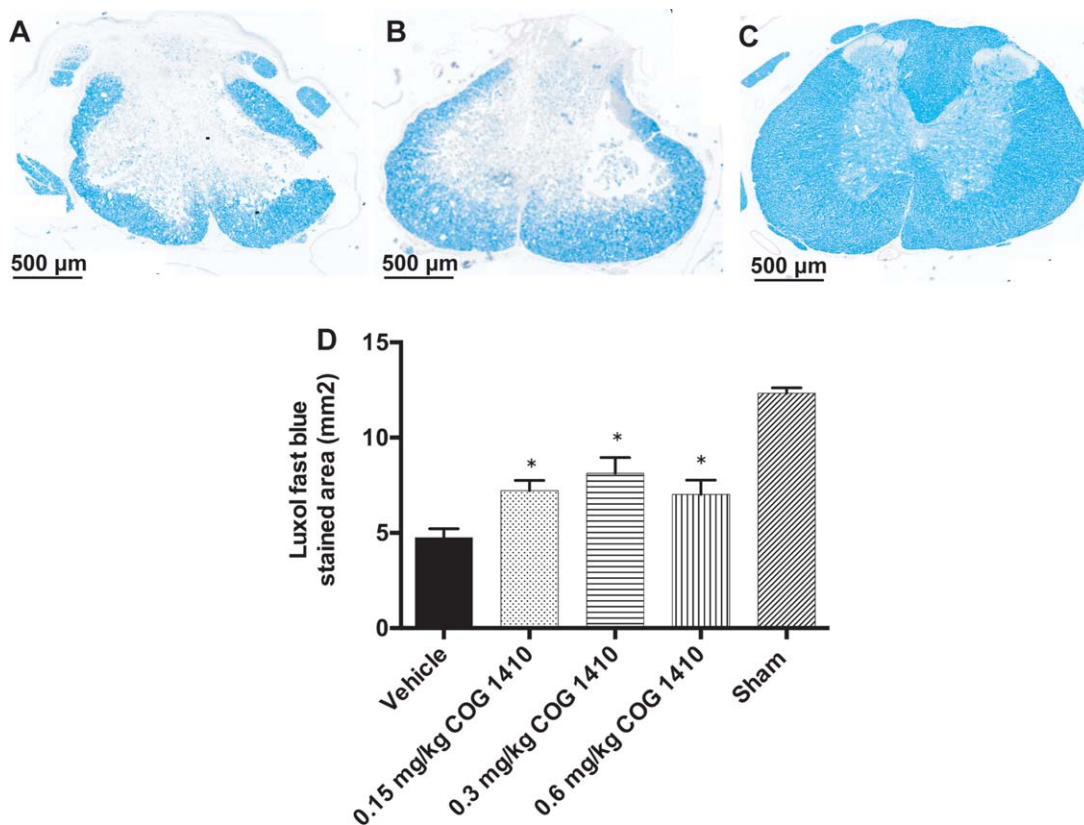 A
B
C
500 µm
500 µm
500 µm
D
Luxol fast blue
stained area (mm2)
15
10
5
0
*
*
*
Vehicle
0.15 mg/kg COG 1410
0.3 mg/kg COG 1410
0.6 mg/kg COG 1410
Sham